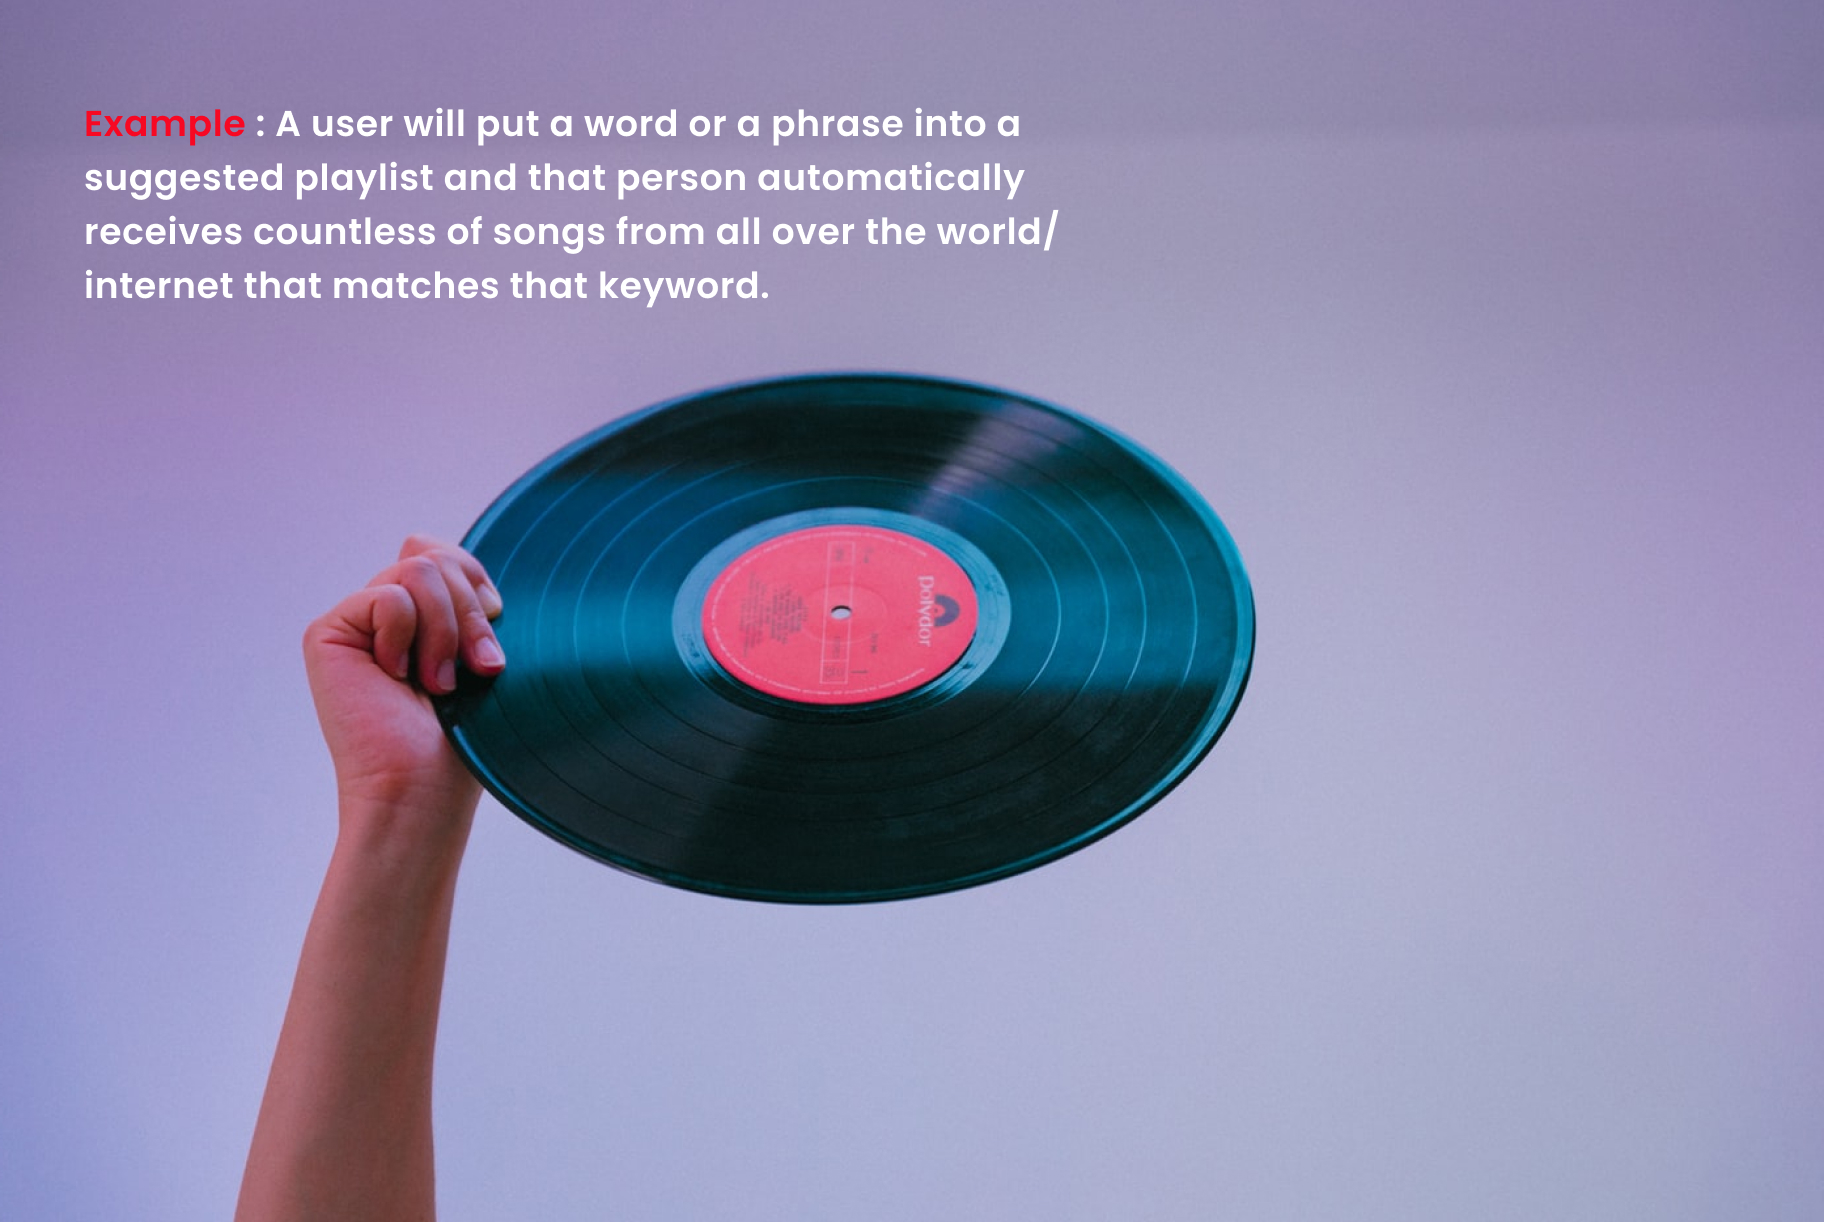 Example : A user will put a word or a phrase into a
suggested playlist and that person automatically
receives countless of songs from all over the world/
internet that matches that keyword.
polydor